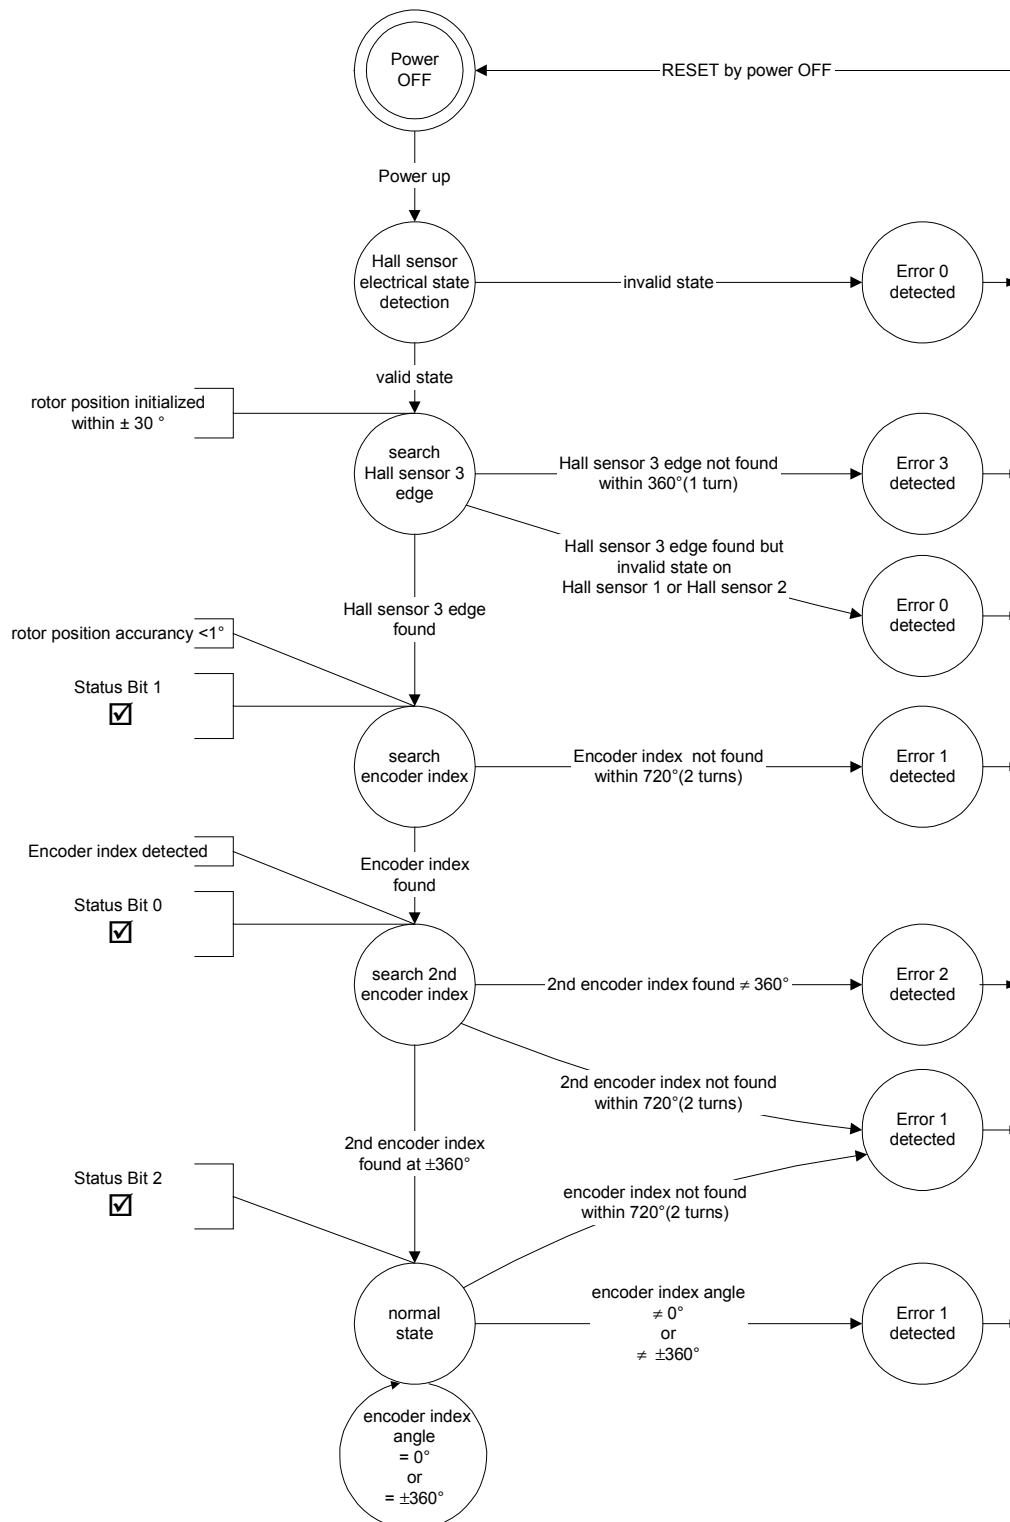 Power
OFF
RESET by power OFF
Power up
Hall sensor
electrical state
detection
invalid state
Error 0
detected
valid state
rotor position initialized
within ± 30 °
search
Hall sensor 3
edge
Hall sensor 3 edge not found
within 360°(1 turn)
Error 3
detected
Hall sensor 3 edge found but
invalid state on
Hall sensor 1 or Hall sensor 2
Error 0
detected
Hall sensor 3 edge
found
rotor position accurancy <1°
Status Bit 1
☑
search
encoder index
Encoder index  not found
within 720°(2 turns)
Error 1
detected
Encoder index detected
Encoder index
found
Status Bit 0
☑
search 2nd
encoder index
2nd encoder index found ≠ 360°
Error 2
detected
2nd encoder index not found
within 720°(2 turns)
Error 1
detected
2nd encoder index
found at ±360°
Status Bit 2
☑
encoder index not found
within 720°(2 turns)
normal
state
encoder index angle
≠ 0°
or
≠ ±360°
Error 1
detected
encoder index
angle
= 0°
or
= ±360°